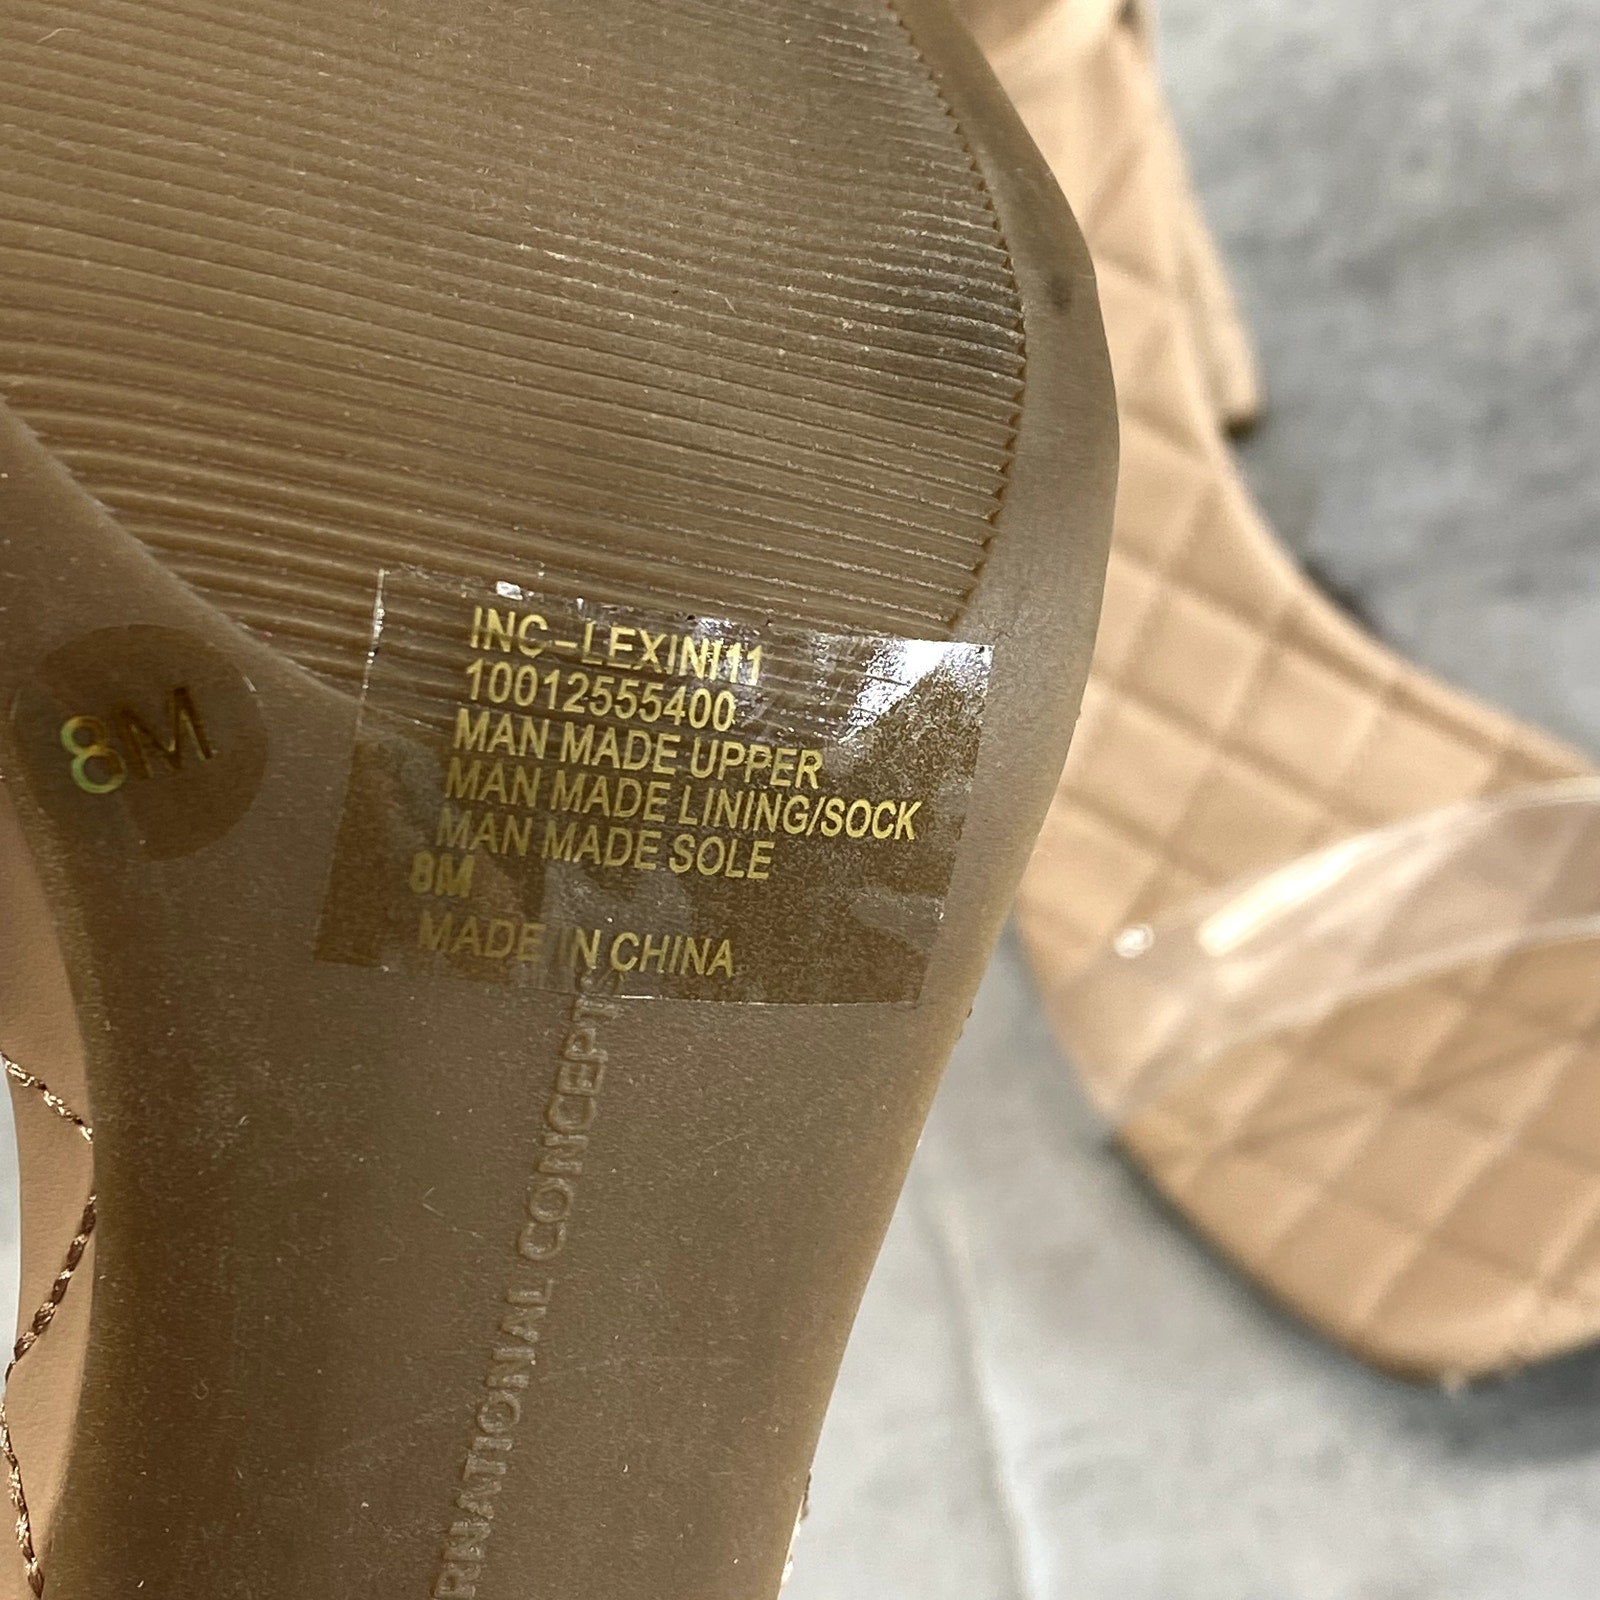 INC-LEXINI11
10012555400
MAN MADE UPPER
MAN MADE LINING/SOCK
MAN MADE SOLE
8M
MADE IN CHINA
8M
RNATIONAL CONCEPTS